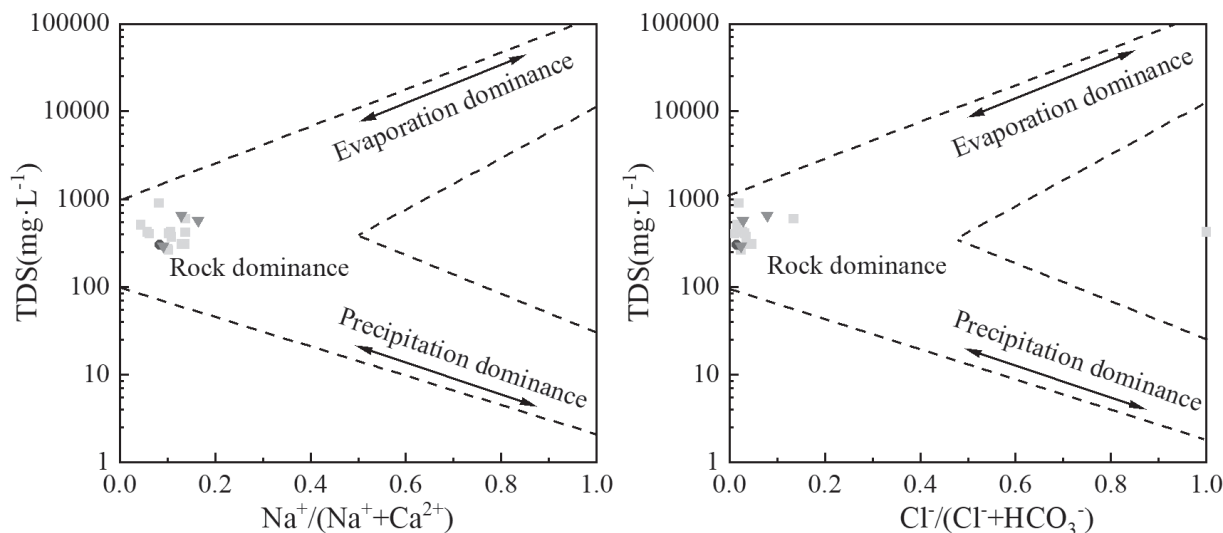 100000
10000
1000
100
10
1
TDS(mg·L⁻¹)
Evaporation dominance
Rock dominance
Precipitation dominance
0.0 0.2 0.4 0.6 0.8 1.0
Na⁺/(Na⁺+Ca²⁺)
100000
10000
1000
100
10
1
TDS(mg·L⁻¹)
Evaporation dominance
Rock dominance
Precipitation dominance
0.0 0.2 0.4 0.6 0.8 1.0
Cl⁻/(Cl⁻+HCO₃⁻)